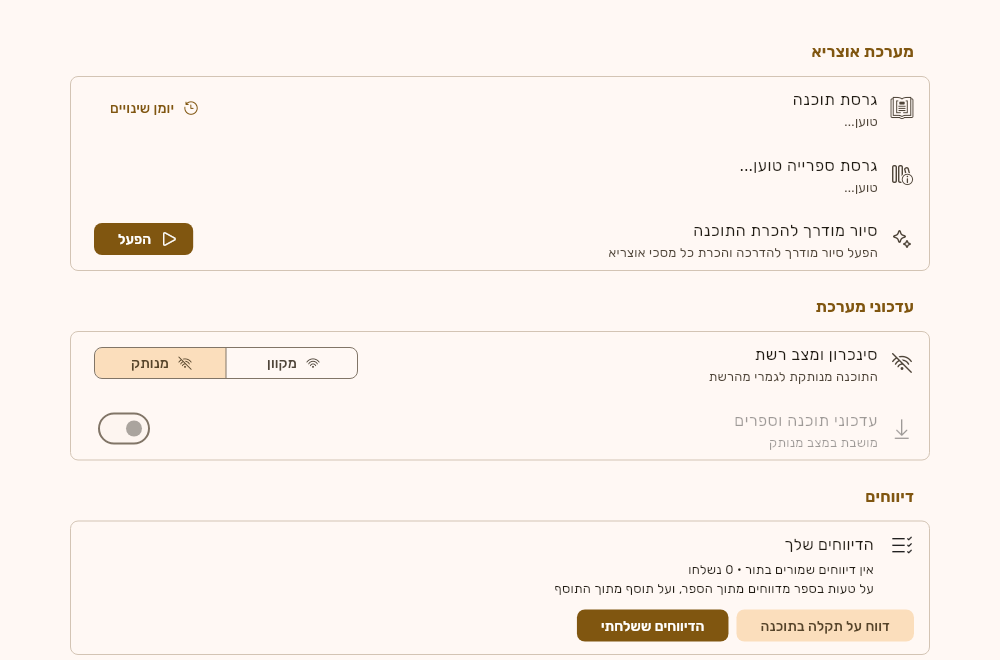 מערכת אוצריא
גרסת תוכנה
טוען...
יומן שינויים
גרסת ספרייה טוען...
טוען...
סיור מודרך להכרת התוכנה
הפעל סיור מודרך להדרכה והכרת כל מסכי אוצריא
הפעל
עדכוני מערכת
סינכרון ומצב רשת
התוכנה מנותקת לגמרי מהרשת
מקוון
מנותק
עדכוני תוכנה וספרים
מושבת במצב מנותק
דיווחים
הדיווחים שלך
אין דיווחים שמורים בתור • 0 נשלחו
על טעות בספר מדווחים מתוך הספר, ועל תוסף מתוך התוסף
דווח על תקלה בתוכנה
הדיווחים ששלחתי